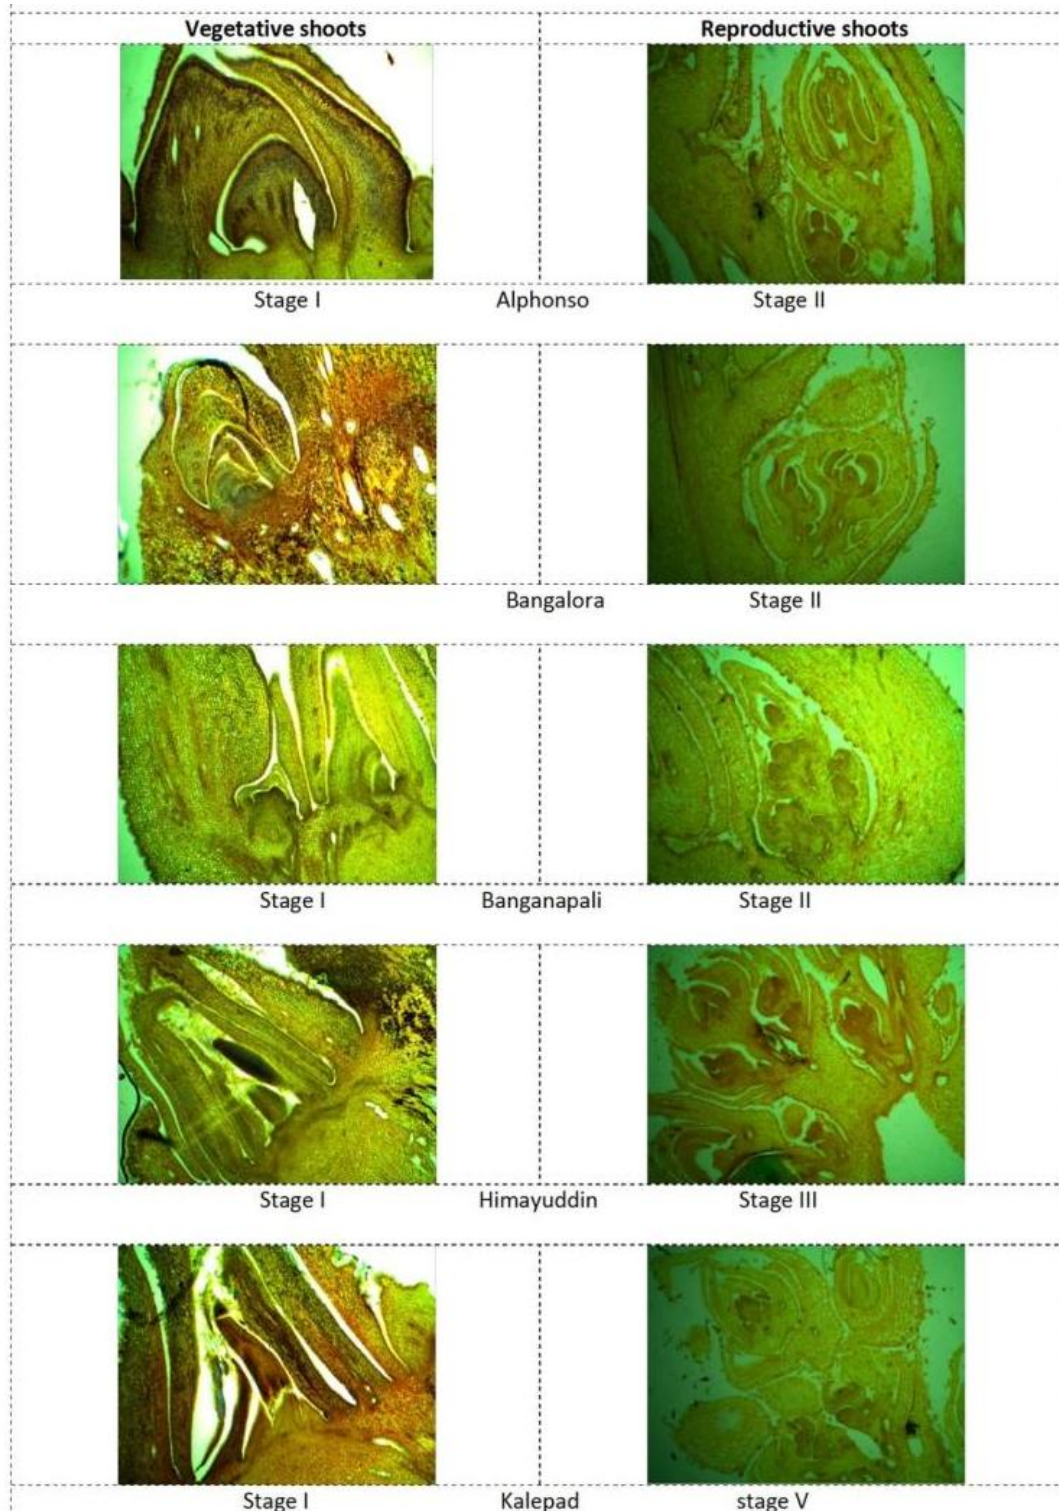 Vegetative shoots Reproductive shoots
Stage I Alphonso Stage II
Bangalora Stage II
Stage I Banganapali Stage II
Stage I Himayuddin Stage III
Stage I Kalepad stage V